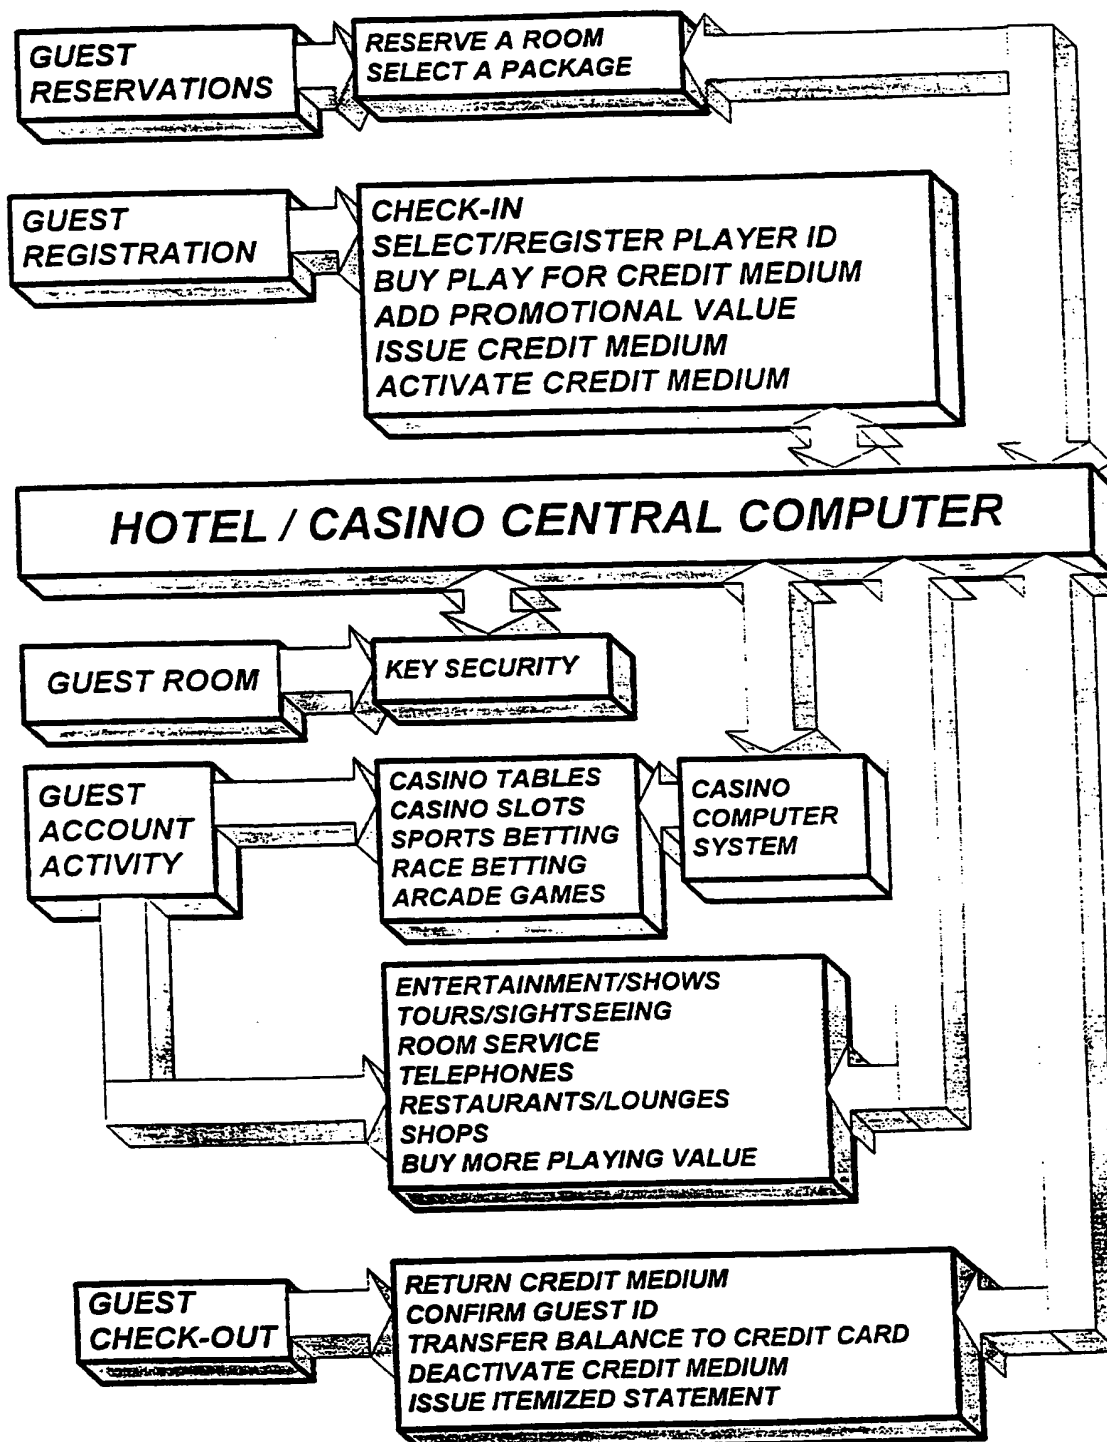 GUEST
RESERVATIONS
RESERVE A ROOM
SELECT A PACKAGE
GUEST
REGISTRATION
CHECK-IN
SELECT/REGISTER PLAYER ID
BUY PLAY FOR CREDIT MEDIUM
ADD PROMOTIONAL VALUE
ISSUE CREDIT MEDIUM
ACTIVATE CREDIT MEDIUM
HOTEL / CASINO CENTRAL COMPUTER
GUEST ROOM
KEY SECURITY
GUEST
ACCOUNT
ACTIVITY
CASINO TABLES
CASINO SLOTS
SPORTS BETTING
RACE BETTING
ARCADE GAMES
CASINO
COMPUTER
SYSTEM
ENTERTAINMENT/SHOWS
TOURS/SIGHTSEEING
ROOM SERVICE
TELEPHONES
RESTAURANTS/LOUNGES
SHOPS
BUY MORE PLAYING VALUE
GUEST
CHECK-OUT
RETURN CREDIT MEDIUM
CONFIRM GUEST ID
TRANSFER BALANCE TO CREDIT CARD
DEACTIVATE CREDIT MEDIUM
ISSUE ITEMIZED STATEMENT